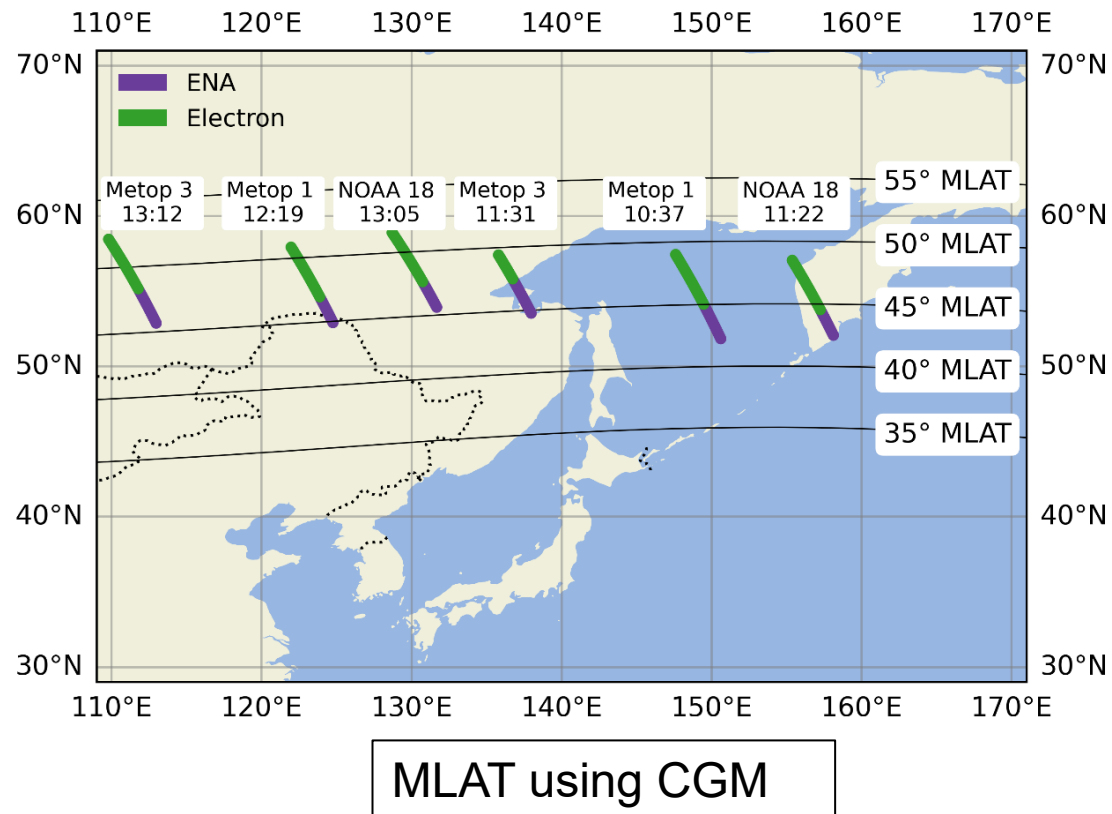 110°E 120°E 130°E 140°E 150°E 160°E 170°E
70°N 70°N
ENA
Electron
Metop 3 Metop 1 NOAA 18 Metop 3 Metop 1 NOAA 18
13:12 12:19 13:05 11:31 10:37 11:22
55° MLAT
60°N 60°N
50° MLAT
45° MLAT
50°N 50°N
40° MLAT
35° MLAT
40°N 40°N
30°N 30°N
110°E 120°E 130°E 140°E 150°E 160°E 170°E
MLAT using CGM